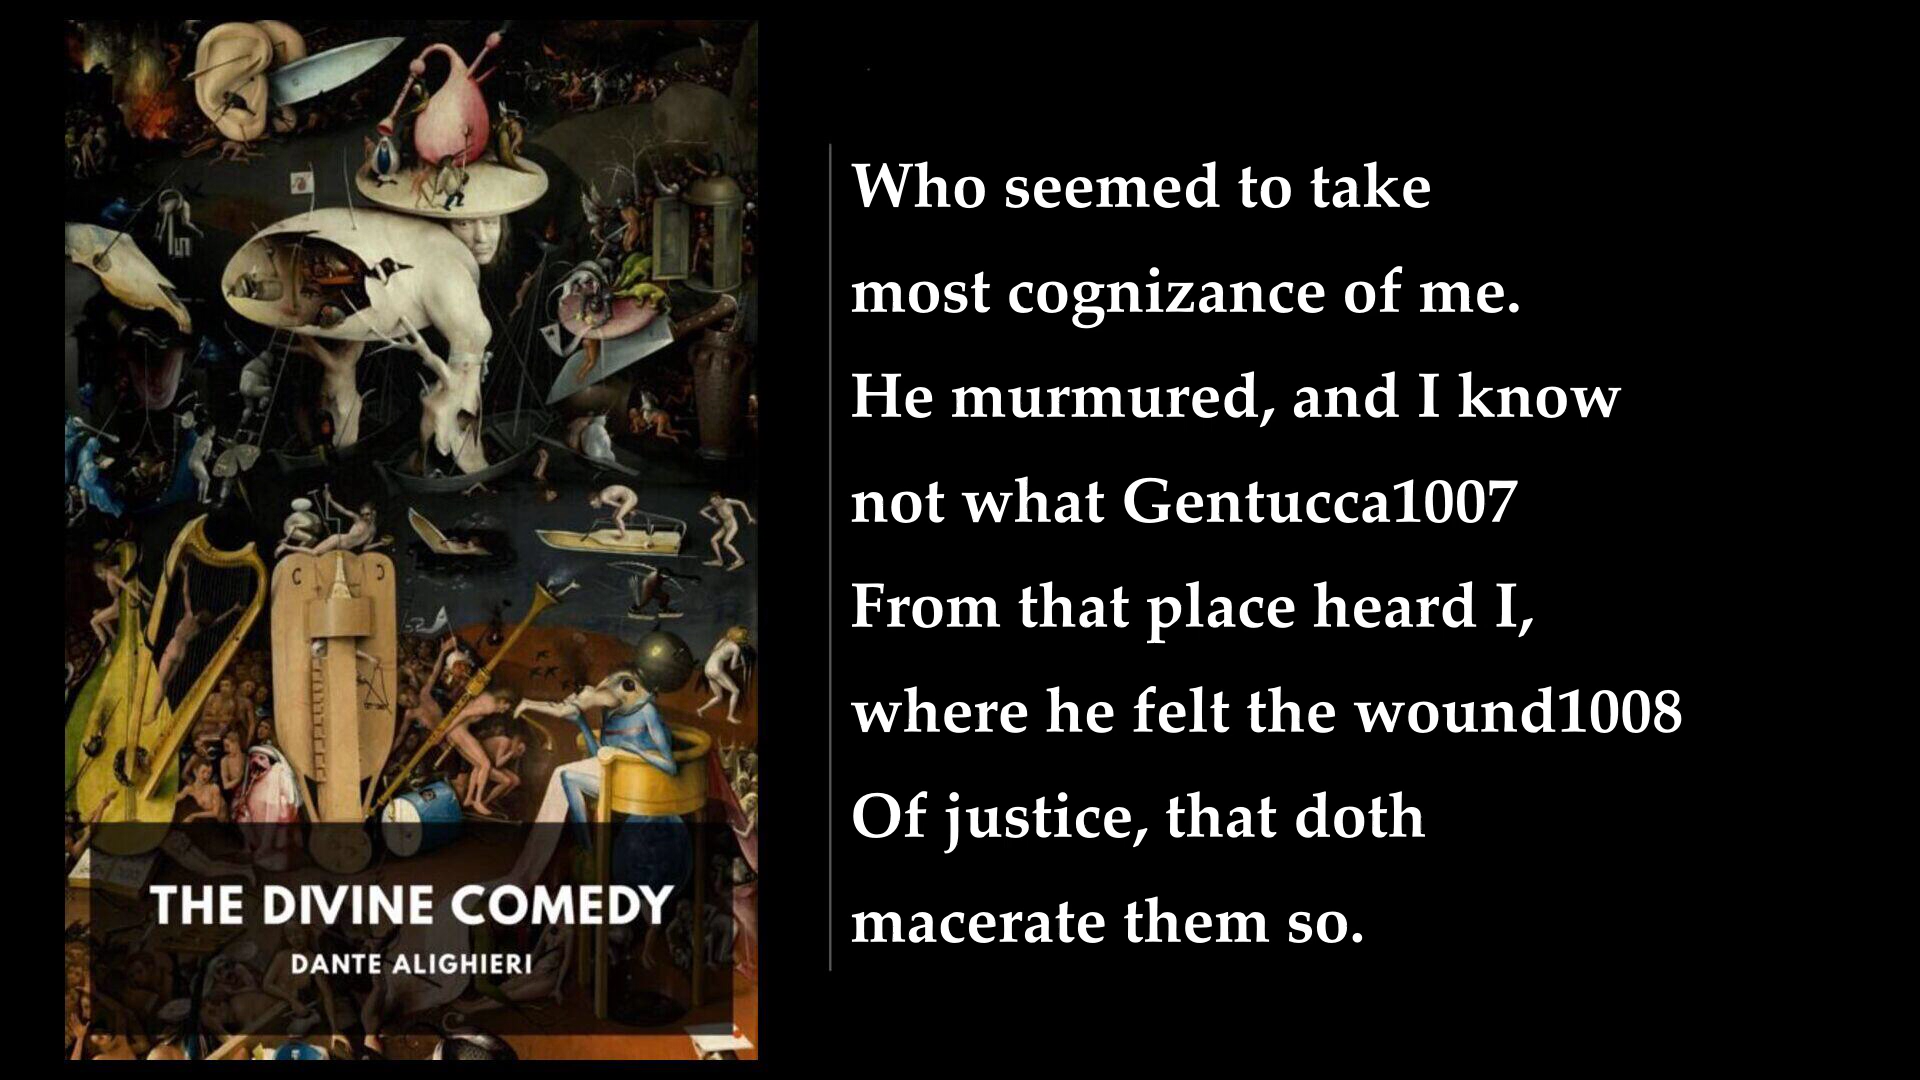 THE DIVINE COMEDY
DANTE ALIGHIERI
Who seemed to take
most cognizance of me.
He murmured, and I know
not what Gentucca1007
From that place heard I,
where he felt the wound1008
Of justice, that doth
macerate them so.